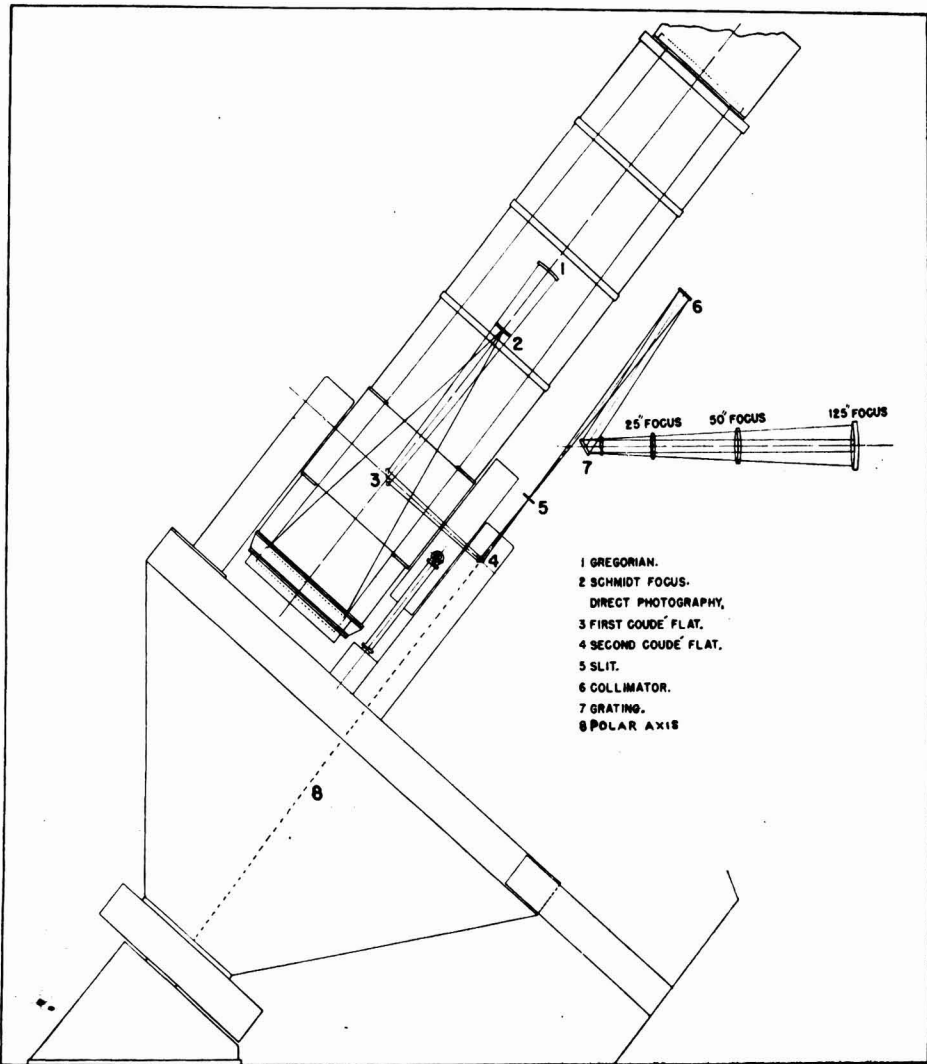 1
2
6
25" FOCUS
50" FOCUS
125" FOCUS
7
3
5
4
1 GREGORIAN.
2 SCHMIDT FOCUS.
DIRECT PHOTOGRAPHY,
3 FIRST COUDE´ FLAT.
4 SECOND COUDE´ FLAT.
5 SLIT.
6 COLLIMATOR.
7 GRATING.
8 POLAR AXIS
8